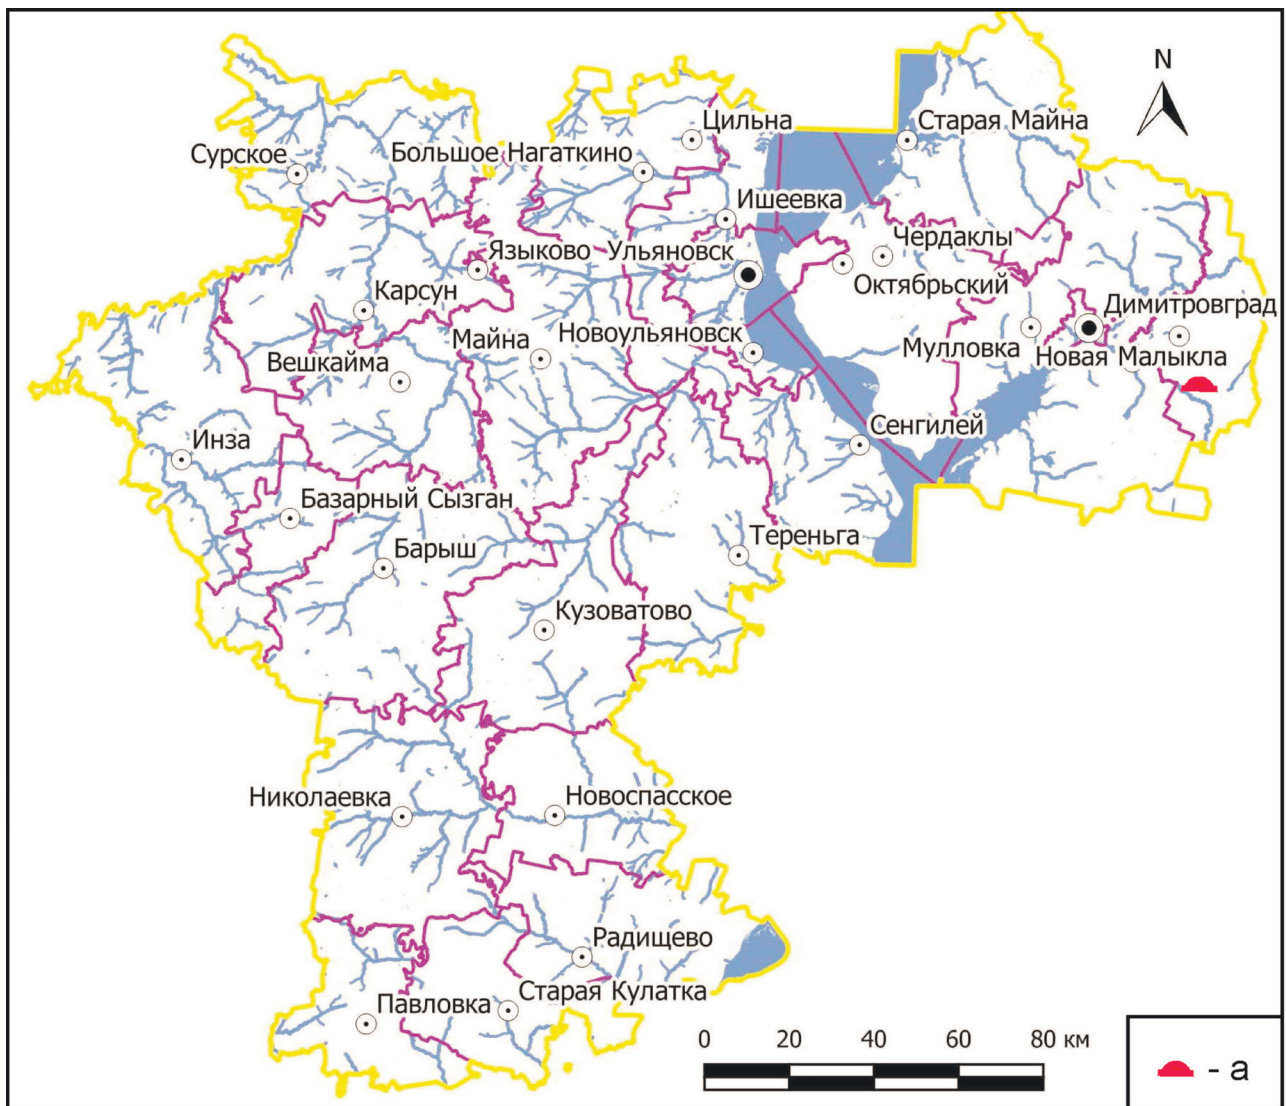 N
Цильна
Старая Майна
Сурское
Большое Нагаткино
Ишеевка
Языково
Ульяновск
Чердаклы
Октябрьский
Карсун
Димитровград
Майна
Новоульяновск
Мулловка
Новая Малыкла
Вешкайма
Сенгилей
Инза
Базарный Сызган
Барыш
Тереньга
Кузоватово
Николаевка
Новоспасское
Радищево
Старая Кулатка
Павловка
0 20 40 60 80 км
- а